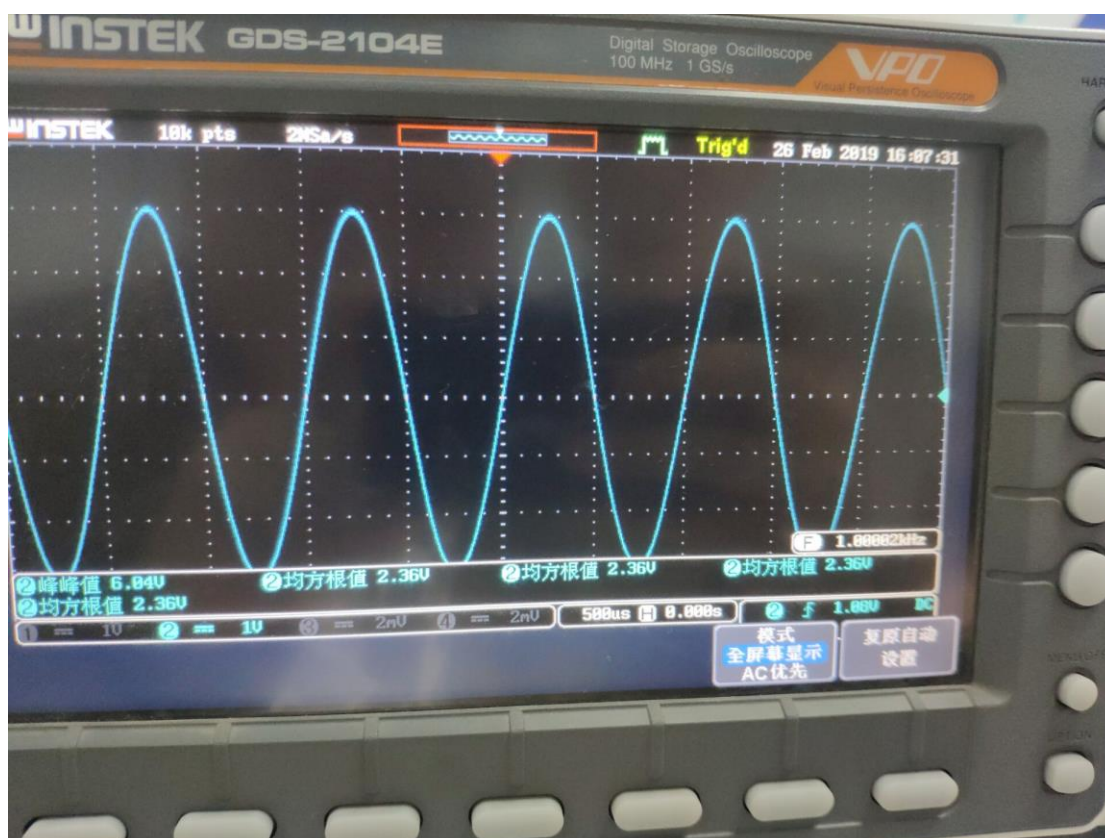 INSTEK GDS-2104E Digital Storage Oscilloscope
100 MHz 1 GS/s
VPO
Visual Persistence Oscilloscope
HAR
INSTEK 10k pts 2MSa/s Trig'd 26 Feb 2019 16:07:31
F 1.00002kHz
2 峰峰值 6.04V 2 均方根值 2.36V 2 均方根值 2.36V 2 均方根值 2.36V
2 均方根值 2.36V
1 1V 2 1V 3 2mV 4 2mV 500us H 0.000s 2 1.08V DC
模式
全屏幕显示
AC优先
复原自动
设置
OPTION